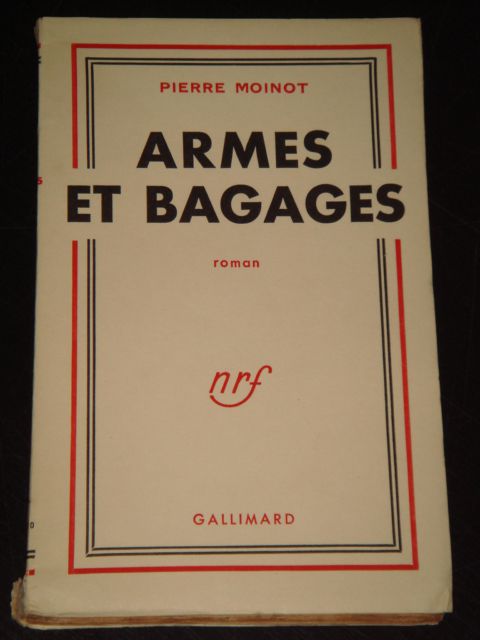 PIERRE MOINOT
ARMES
ET BAGAGES
roman
nrf
GALLIMARD